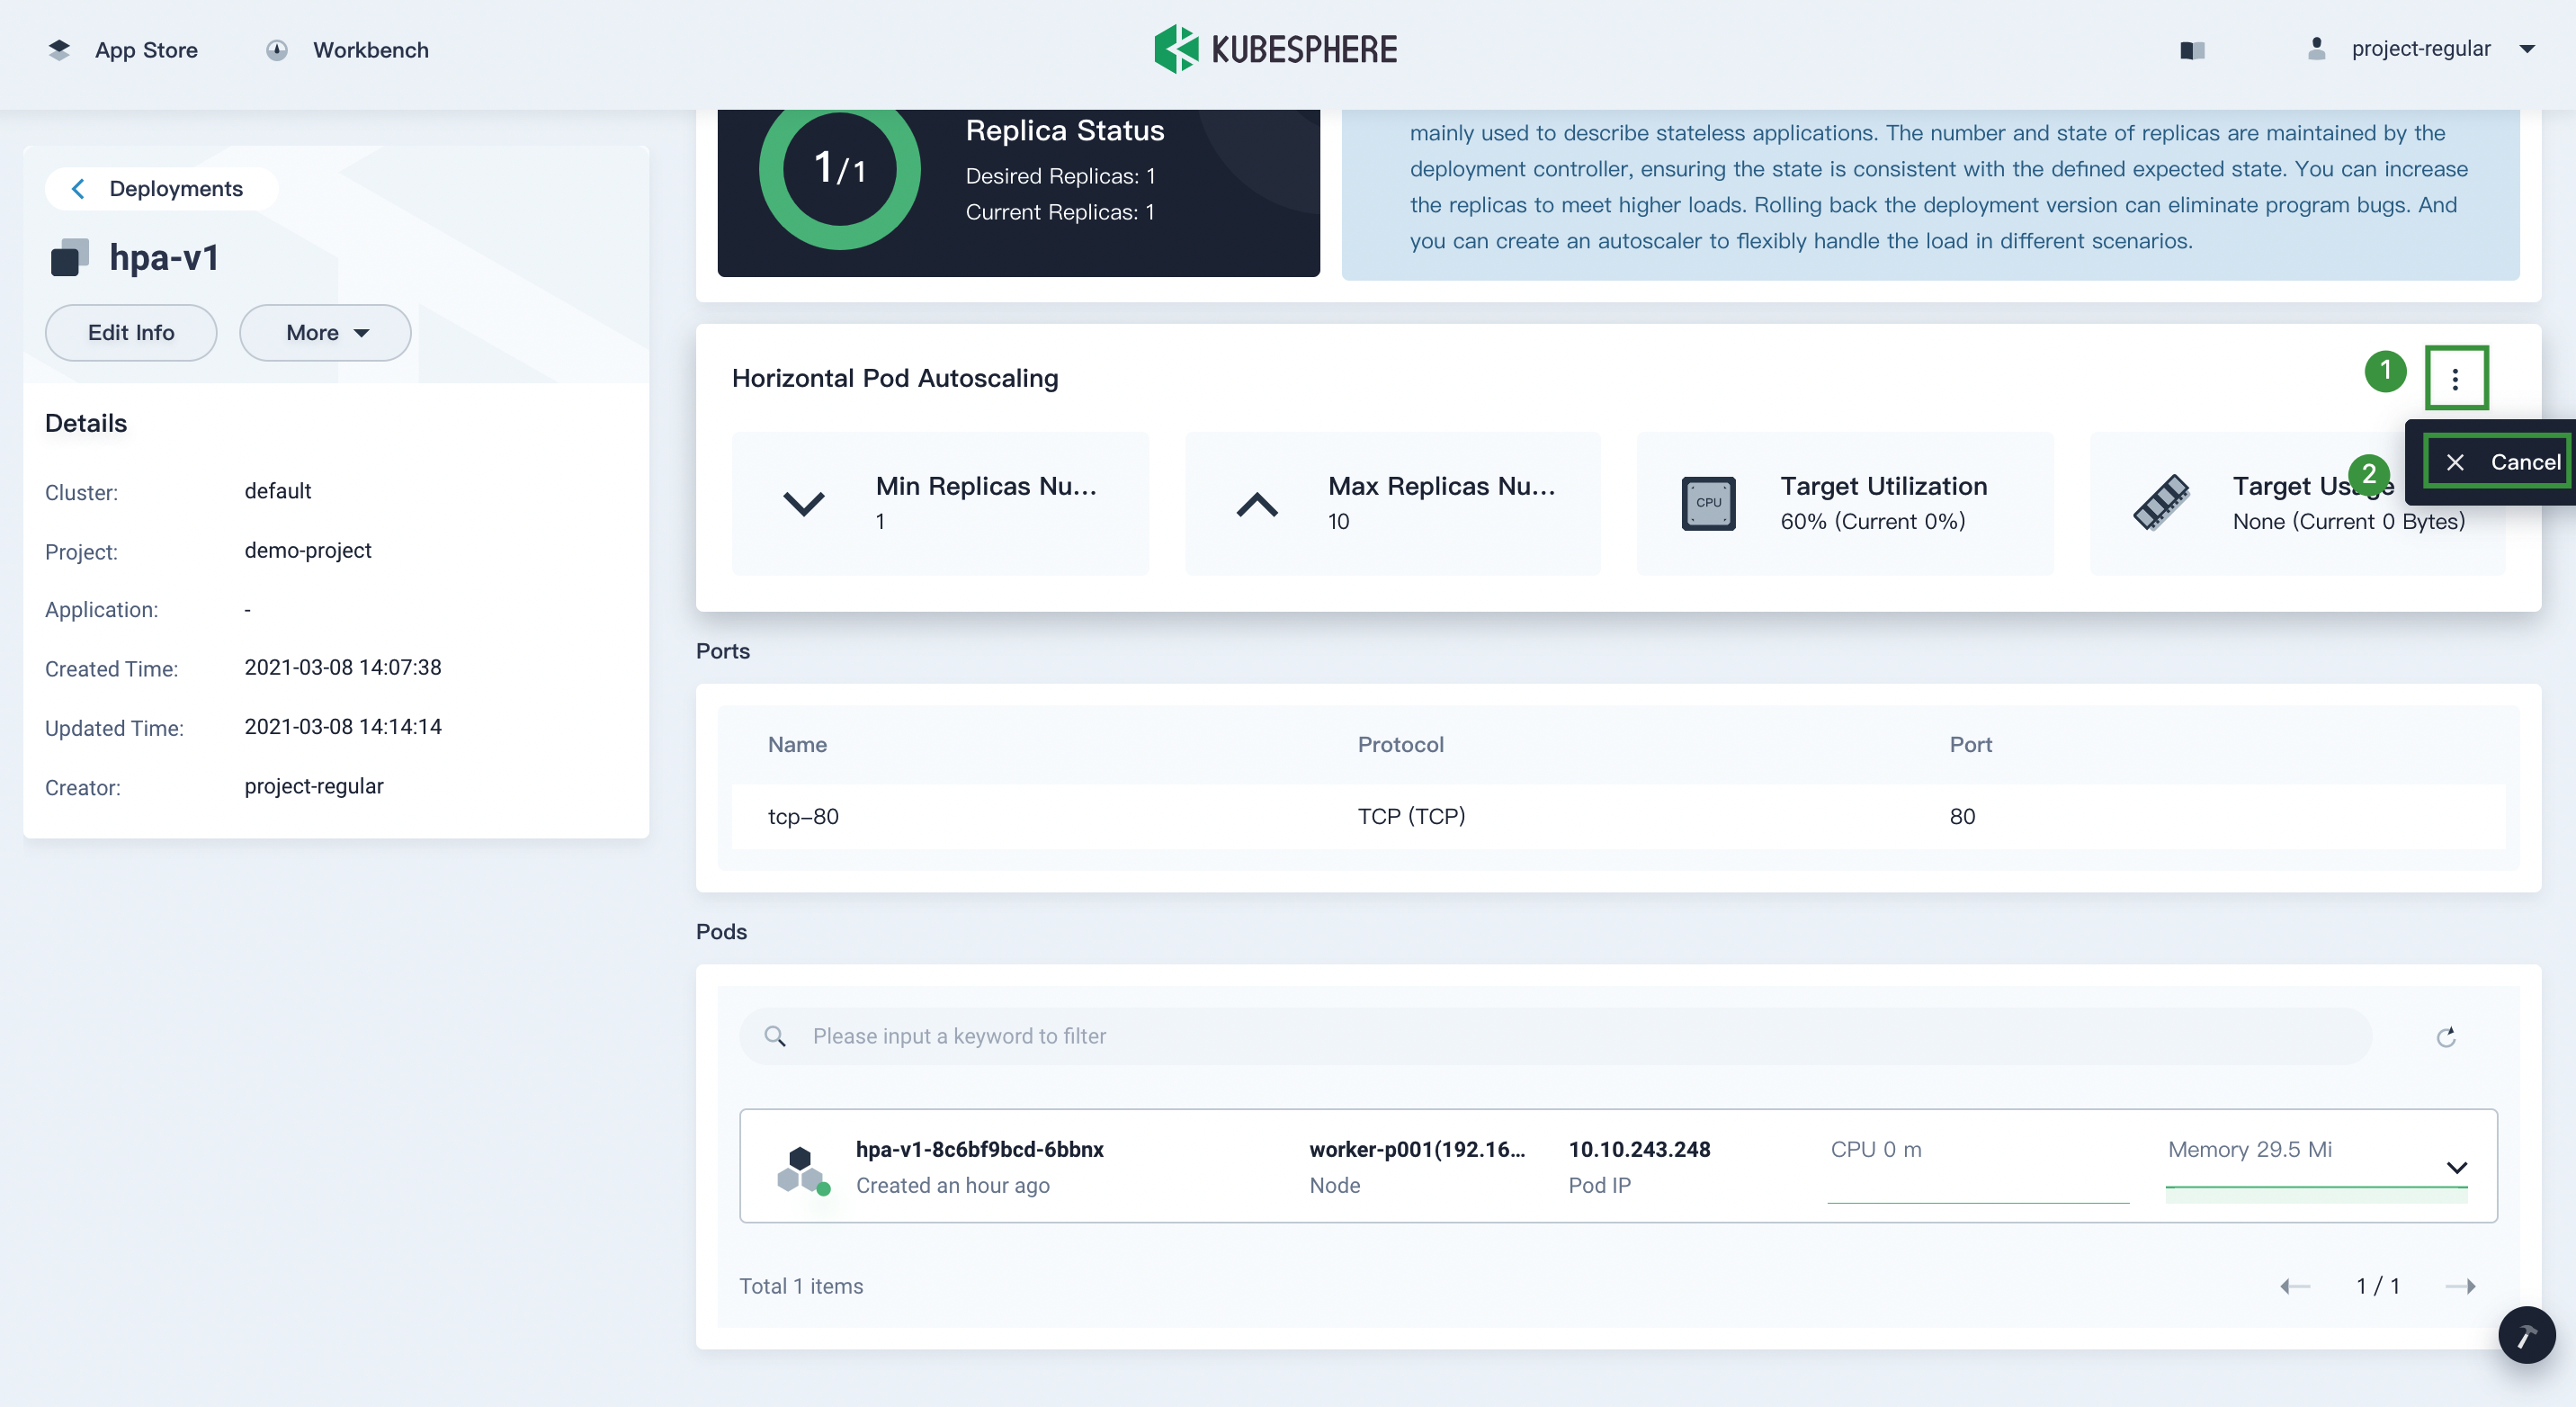 App Store
Workbench
KUBESPHERE
project-regular
Deployments
hpa-v1
Edit Info
More
Details
Cluster:
default
Project:
demo-project
Application:
-
Created Time:
2021-03-08 14:07:38
Updated Time:
2021-03-08 14:14:14
Creator:
project-regular
1/1
Replica Status
Desired Replicas: 1
Current Replicas: 1
mainly used to describe stateless applications. The number and state of replicas are maintained by the
deployment controller, ensuring the state is consistent with the defined expected state. You can increase
the replicas to meet higher loads. Rolling back the deployment version can eliminate program bugs. And
you can create an autoscaler to flexibly handle the load in different scenarios.
Horizontal Pod Autoscaling
1
2
Cancel
Min Replicas Nu...
1
Max Replicas Nu...
10
CPU
Target Utilization
60% (Current 0%)
Target Usage
None (Current 0 Bytes)
Ports
Name
Protocol
Port
tcp-80
TCP (TCP)
80
Pods
Please input a keyword to filter
hpa-v1-8c6bf9bcd-6bbnx
Created an hour ago
worker-p001(192.16...
Node
10.10.243.248
Pod IP
CPU 0 m
Memory 29.5 Mi
Total 1 items
1 / 1